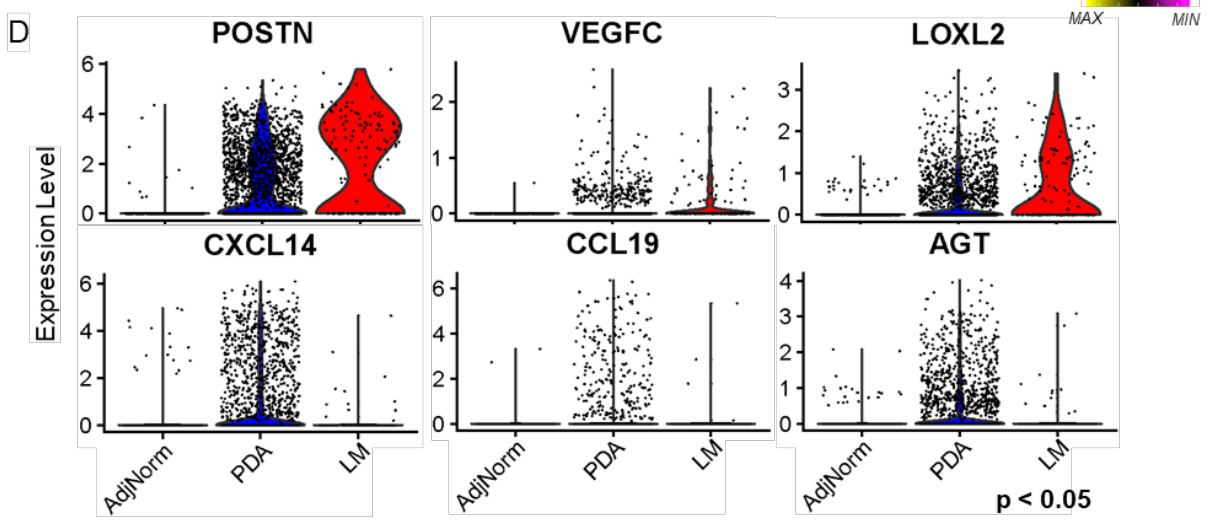 MAX MIN
D
POSTN VEGFC LOXL2
6
4
2
0
2
1
0
3
2
1
0
Expression Level
CXCL14 CCL19 AGT
6
4
2
0
6
4
2
0
4
3
2
1
0
AdjNorm PDA LM
AdjNorm PDA LM
AdjNorm PDA LM
p < 0.05